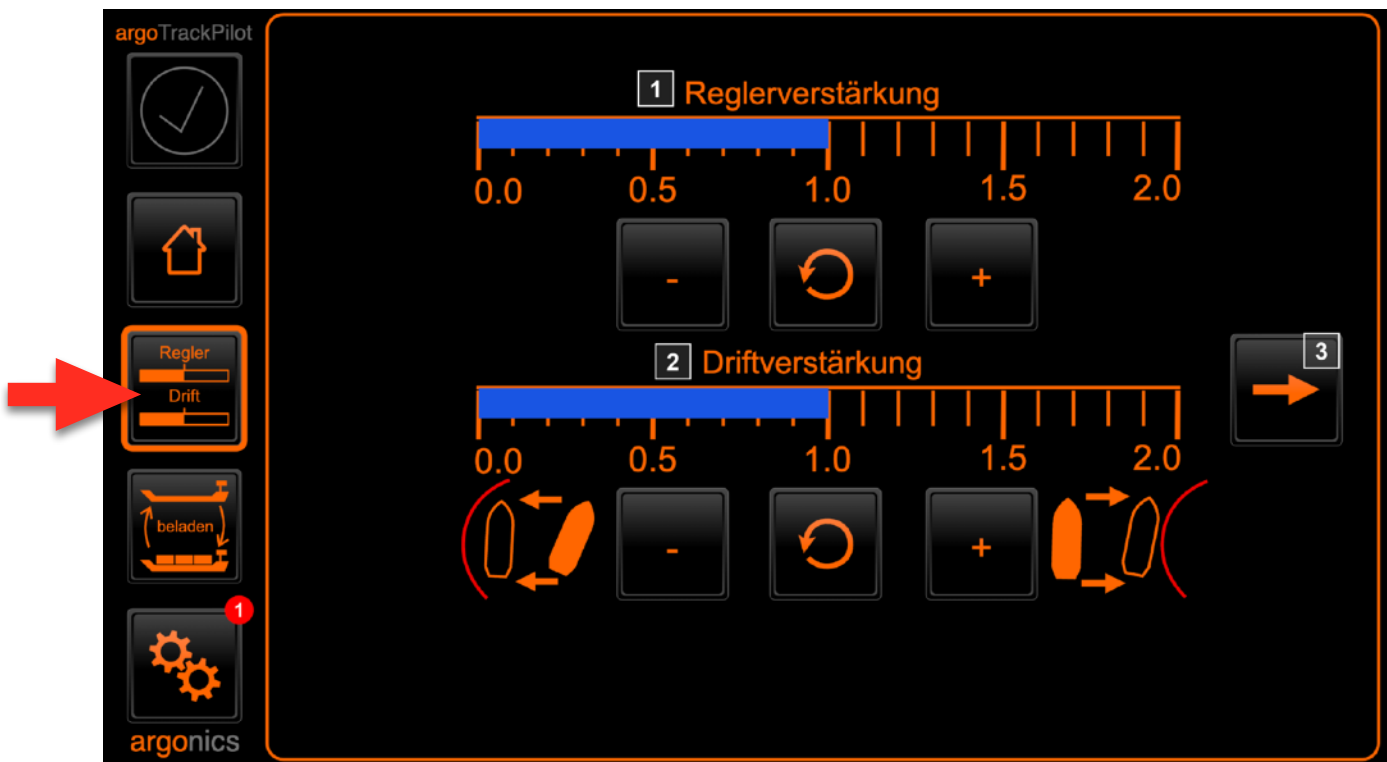 argoTrackPilot
1 Reglerverstärkung
0.0 0.5 1.0 1.5 2.0
- +
Regler
Drift
2 Driftverstärkung
3
0.0 0.5 1.0 1.5 2.0
- +
beladen
1
argonics